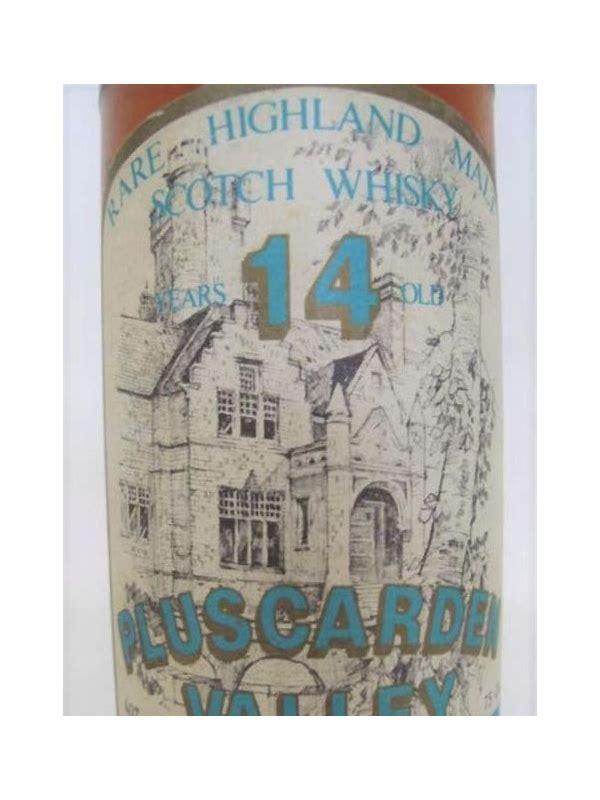 RARE HIGHLAND MALT
SCOTCH WHISKY
YEARS 14 OLD
PLUSCARDEN
VALLEY